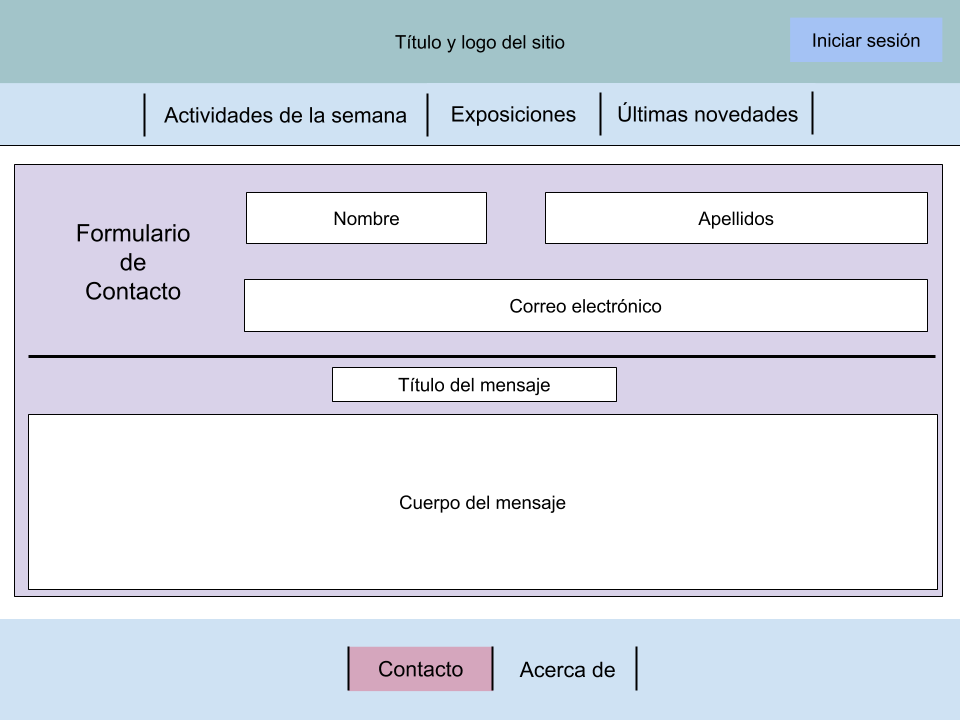 Título y logo del sitio
Iniciar sesión
Actividades de la semana
Exposiciones
Últimas novedades
Formulario
de
Contacto
Nombre
Apellidos
Correo electrónico
Título del mensaje
Cuerpo del mensaje
Contacto
Acerca de